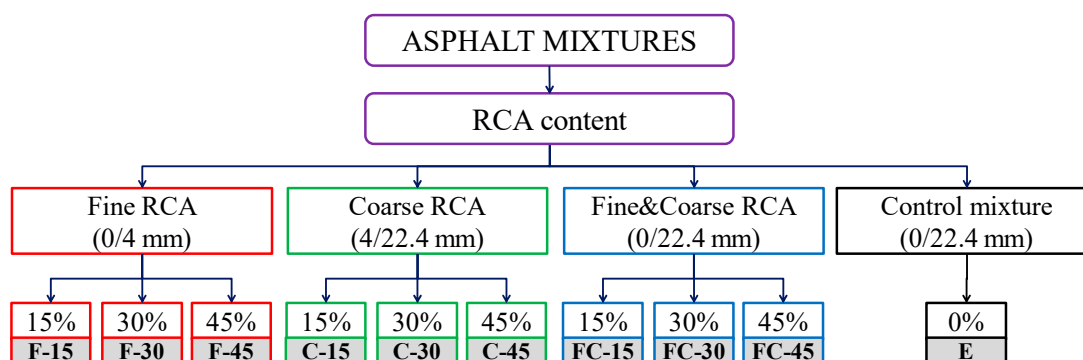 ASPHALT MIXTURES
RCA content
Fine RCA
(0/4 mm)
Coarse RCA
(4/22.4 mm)
Fine&Coarse RCA
(0/22.4 mm)
Control mixture
(0/22.4 mm)
15% 30% 45% 15% 30% 45% 15% 30% 45% 0%
F-15 F-30 F-45 C-15 C-30 C-45 FC-15 FC-30 FC-45 E